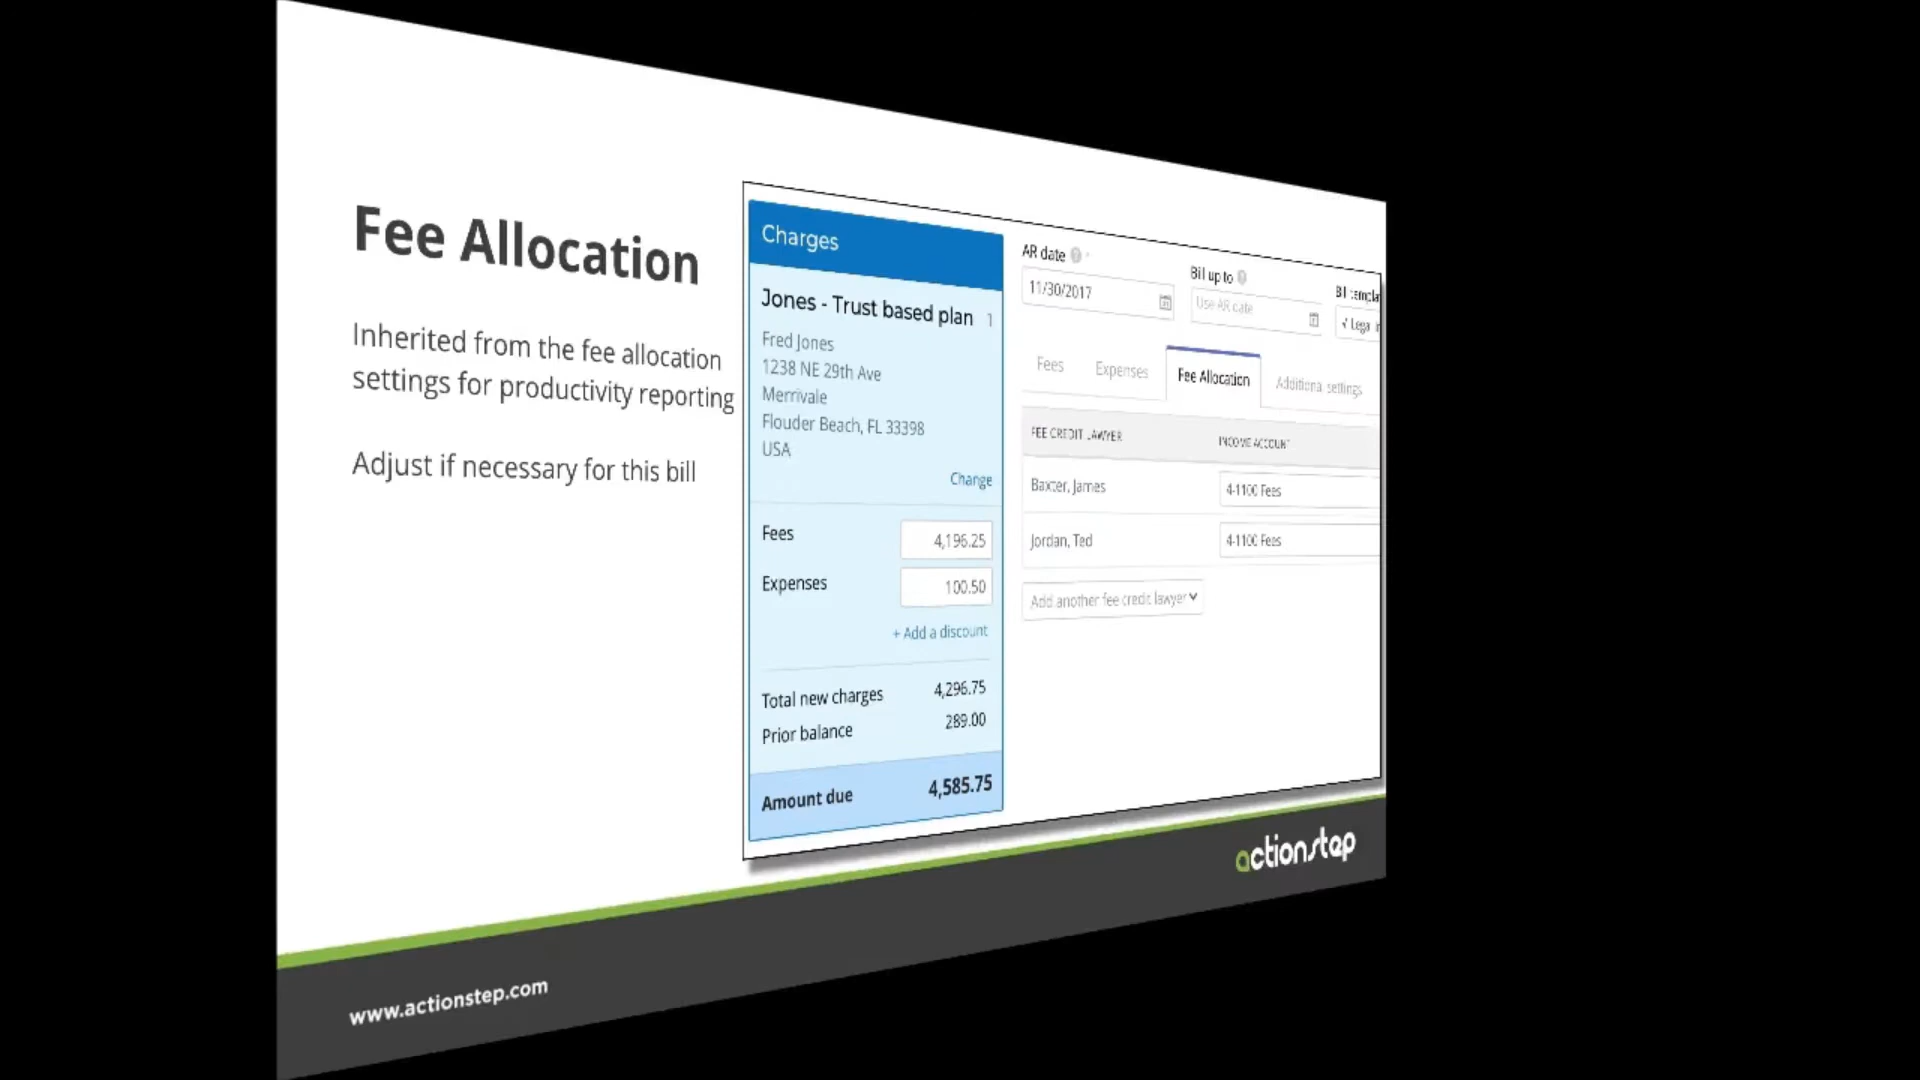 Fee Allocation
Inherited from the fee allocation
settings for productivity reporting
Adjust if necessary for this bill
Charges
Jones - Trust based plan 1
Fred Jones
1238 NE 29th Ave
Merrivale
Flouder Beach, FL 33398
USA
Change
Fees 4,196.25
Expenses 100.50
+ Add a discount
Total new charges 4,296.75
Prior balance 289.00
Amount due 4,585.75
AR date
11/30/2017
Bill up to
Use AR date
Bill
Fees
Expenses
Fee Allocation
Additional settings
FEE CREDIT LAWYER INCOME ACCOUNT
Baxter, James 4-1100 Fees
Jordan, Ted 4-1100 Fees
Add another fee credit lawyer
actionstep
www.actionstep.com